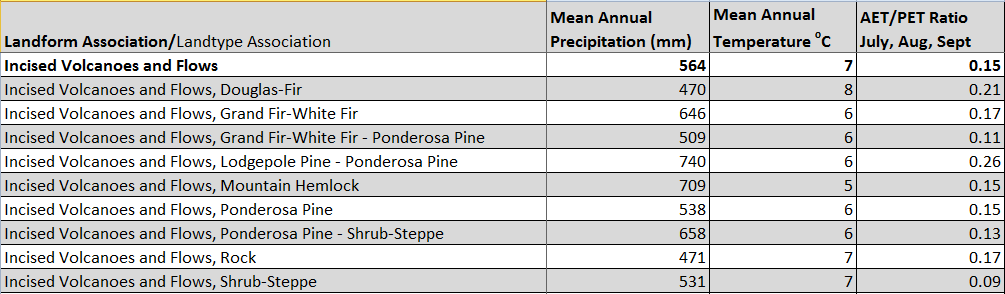 Landform Association/Landtype Association Mean Annual Precipitation (mm) Mean Annual Temperature °C AET/PET Ratio July, Aug, Sept
Incised Volcanoes and Flows 564 7 0.15
Incised Volcanoes and Flows, Douglas-Fir 470 8 0.21
Incised Volcanoes and Flows, Grand Fir-White Fir 646 6 0.17
Incised Volcanoes and Flows, Grand Fir-White Fir - Ponderosa Pine 509 6 0.11
Incised Volcanoes and Flows, Lodgepole Pine - Ponderosa Pine 740 6 0.26
Incised Volcanoes and Flows, Mountain Hemlock 709 5 0.15
Incised Volcanoes and Flows, Ponderosa Pine 538 6 0.15
Incised Volcanoes and Flows, Ponderosa Pine - Shrub-Steppe 658 6 0.13
Incised Volcanoes and Flows, Rock 471 7 0.17
Incised Volcanoes and Flows, Shrub-Steppe 531 7 0.09